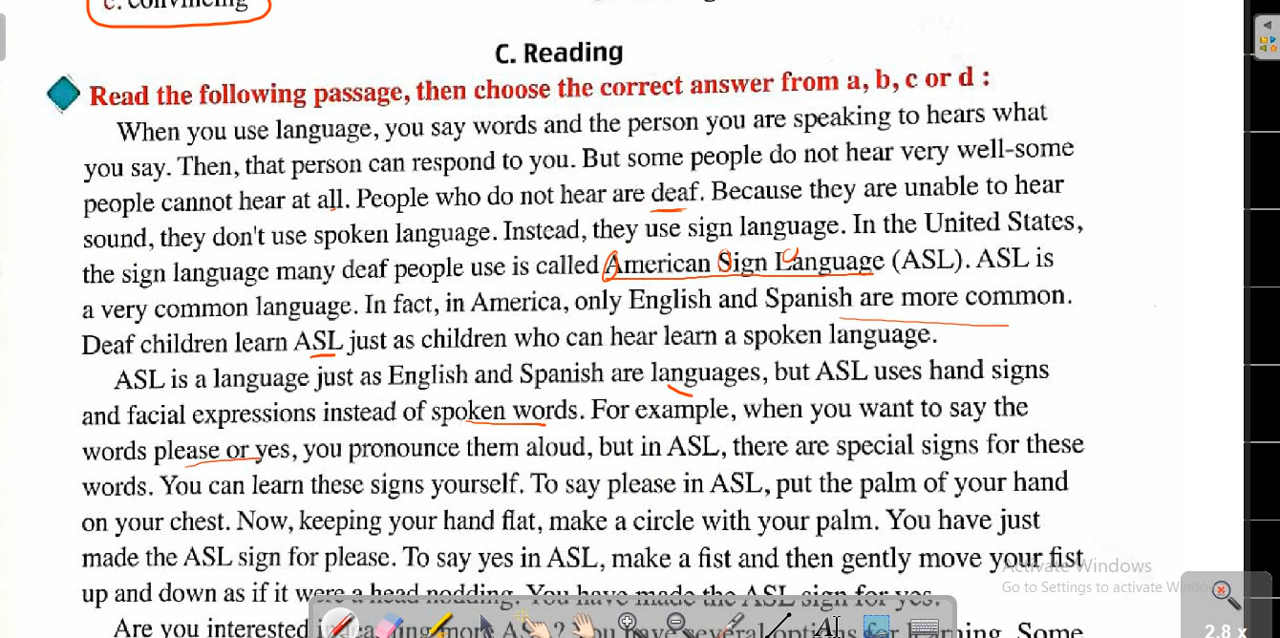 c. convincing
C. Reading
Read the following passage, then choose the correct answer from a, b, c or d :
When you use language, you say words and the person you are speaking to hears what
you say. Then, that person can respond to you. But some people do not hear very well-some
people cannot hear at all. People who do not hear are deaf. Because they are unable to hear
sound, they don't use spoken language. Instead, they use sign language. In the United States,
the sign language many deaf people use is called American Sign Language (ASL). ASL is
a very common language. In fact, in America, only English and Spanish are more common.
Deaf children learn ASL just as children who can hear learn a spoken language.
ASL is a language just as English and Spanish are languages, but ASL uses hand signs
and facial expressions instead of spoken words. For example, when you want to say the
words please or yes, you pronounce them aloud, but in ASL, there are special signs for these
words. You can learn these signs yourself. To say please in ASL, put the palm of your hand
on your chest. Now, keeping your hand flat, make a circle with your palm. You have just
made the ASL sign for please. To say yes in ASL, make a fist and then gently move your fist
up and down as if it were a head nodding. You have made the ASL sign for yes.
Are you interested in learning more ASL? You have several options for learning. Some
Activate Windows
Go to Settings to activate Windows.
2.8 x